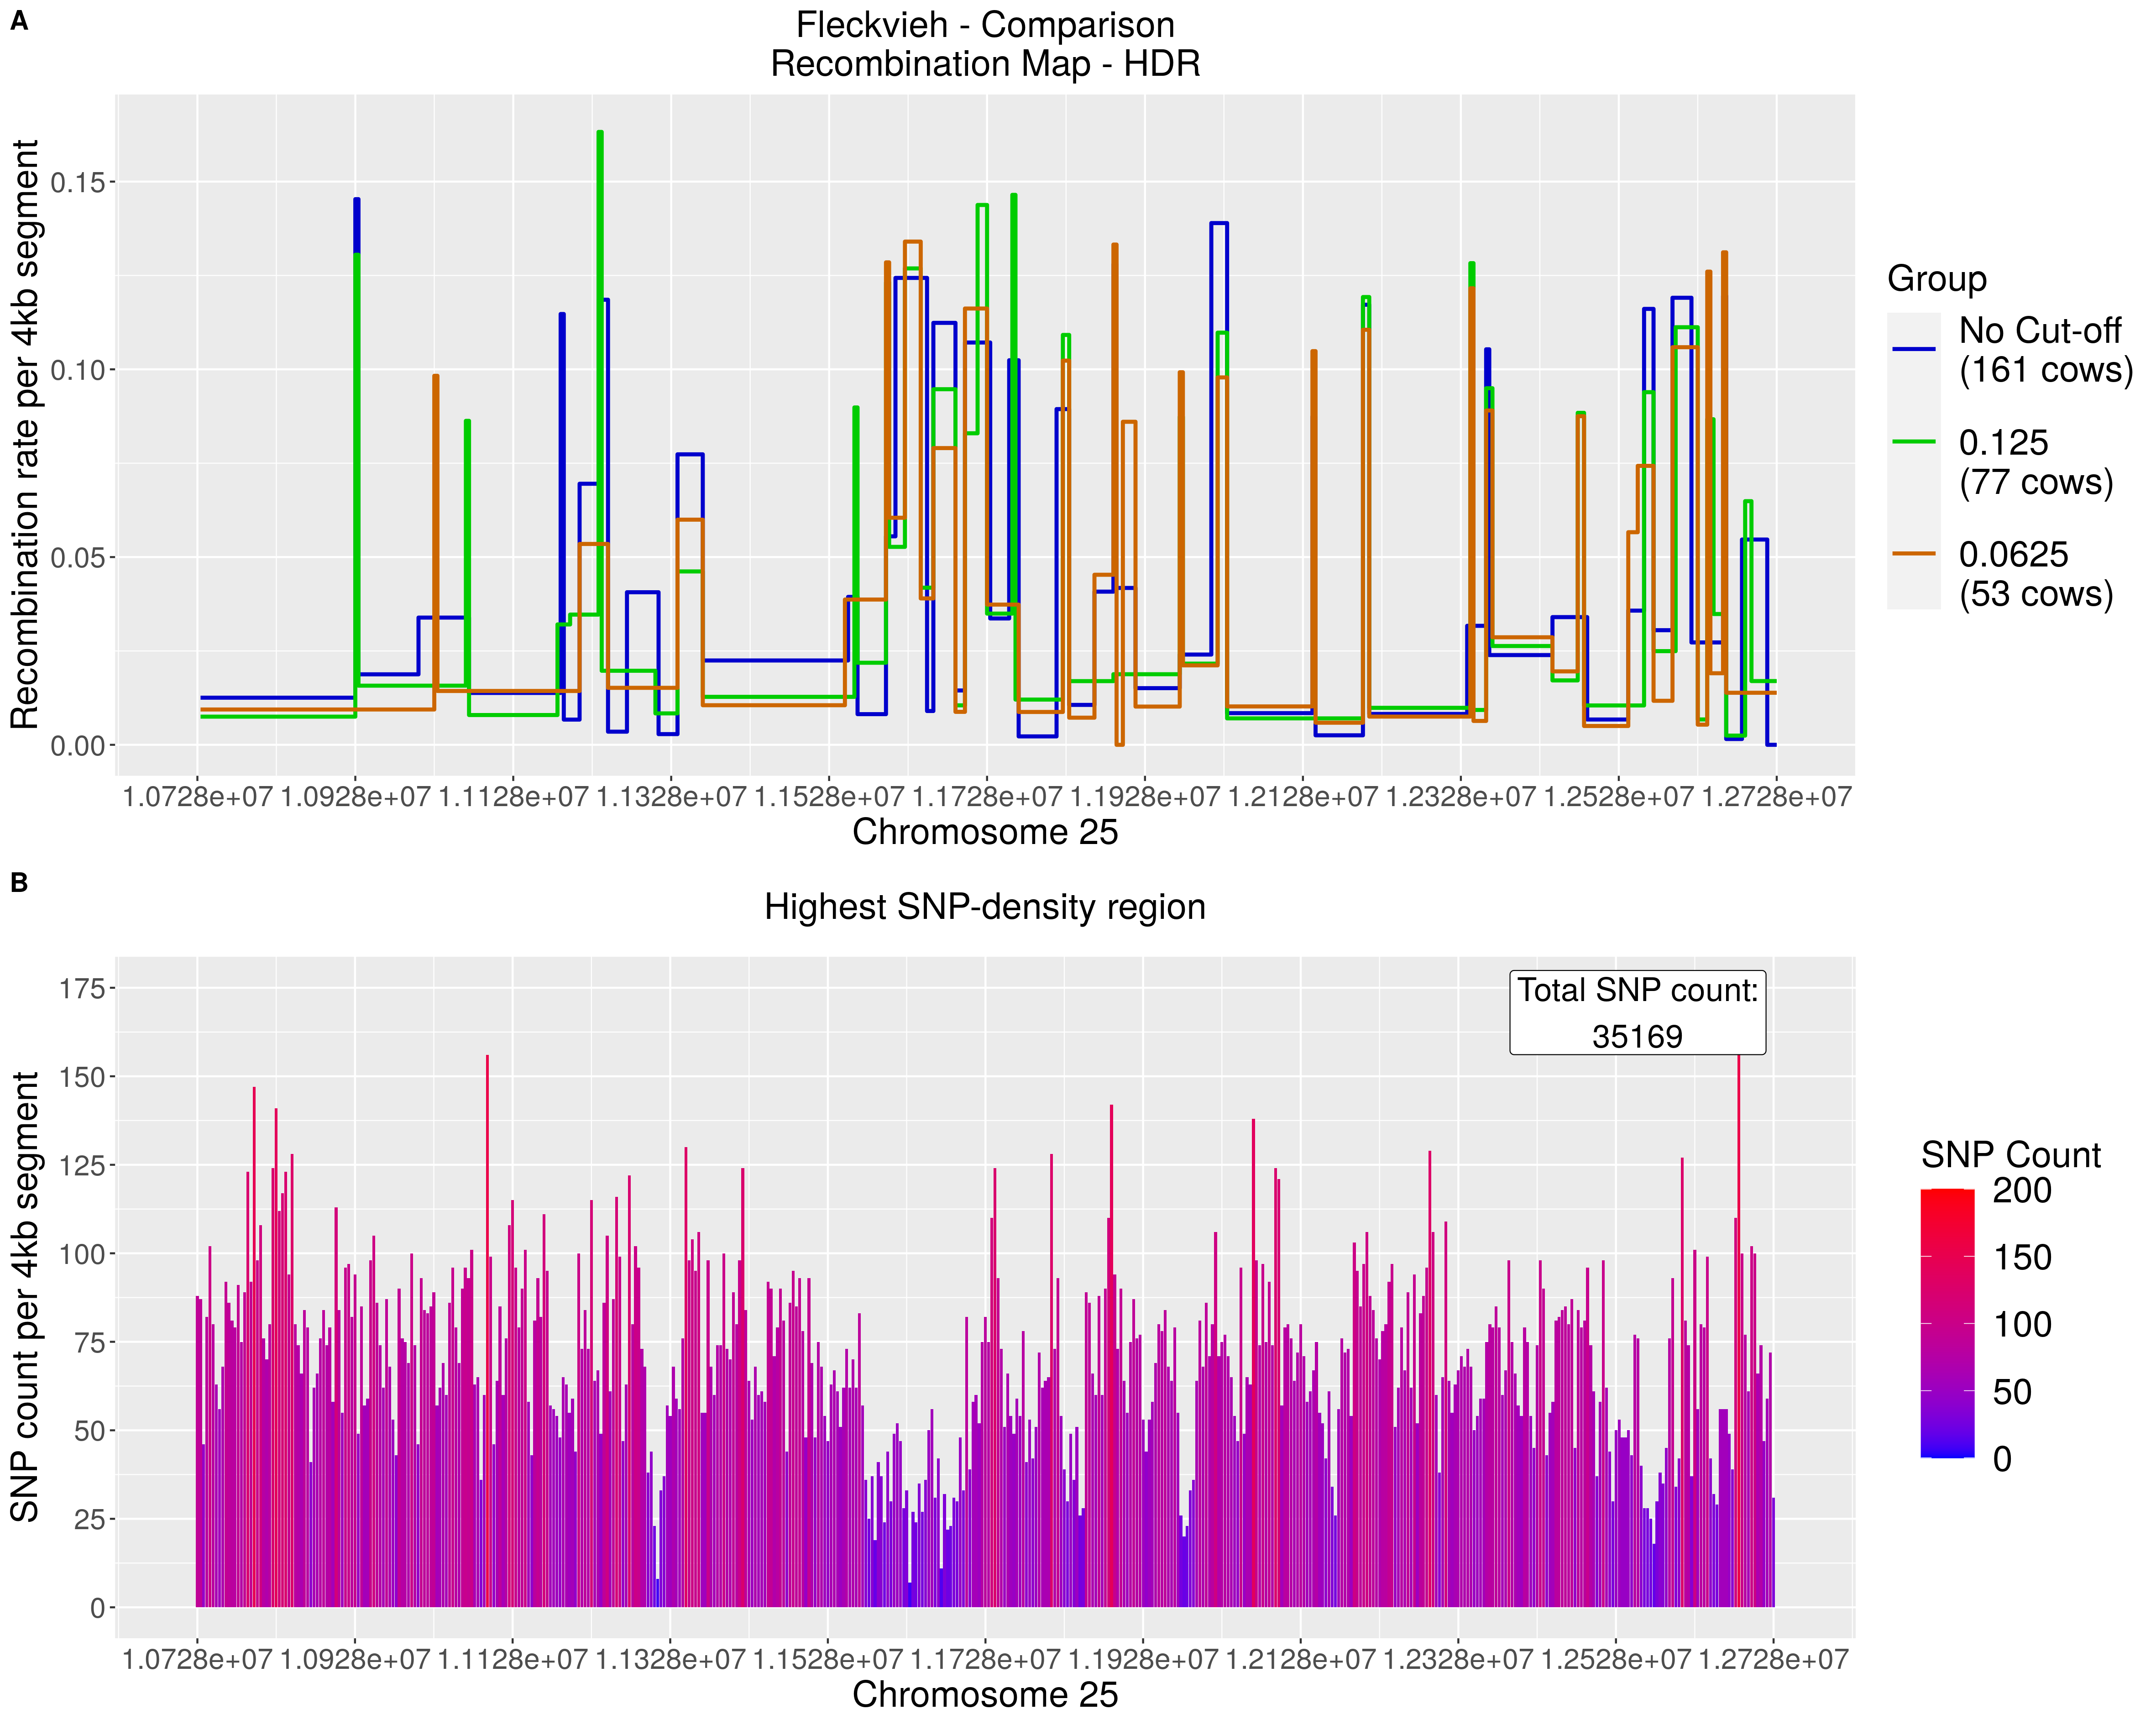 A
Fleckvieh - Comparison
Recombination Map - HDR
Recombination rate per 4kb segment
0.15
0.10
0.05
0.00
1.0728e+07 1.0928e+07 1.1128e+07 1.1328e+07 1.1528e+07 1.1728e+07 1.1928e+07 1.2128e+07 1.2328e+07 1.2528e+07 1.2728e+07
Chromosome 25
Group
No Cut-off
(161 cows)
0.125
(77 cows)
0.0625
(53 cows)
B
Highest SNP-density region
SNP count per 4kb segment
175
150
125
100
75
50
25
0
Total SNP count:
35169
1.0728e+07 1.0928e+07 1.1128e+07 1.1328e+07 1.1528e+07 1.1728e+07 1.1928e+07 1.2128e+07 1.2328e+07 1.2528e+07 1.2728e+07
Chromosome 25
SNP Count
200
150
100
50
0